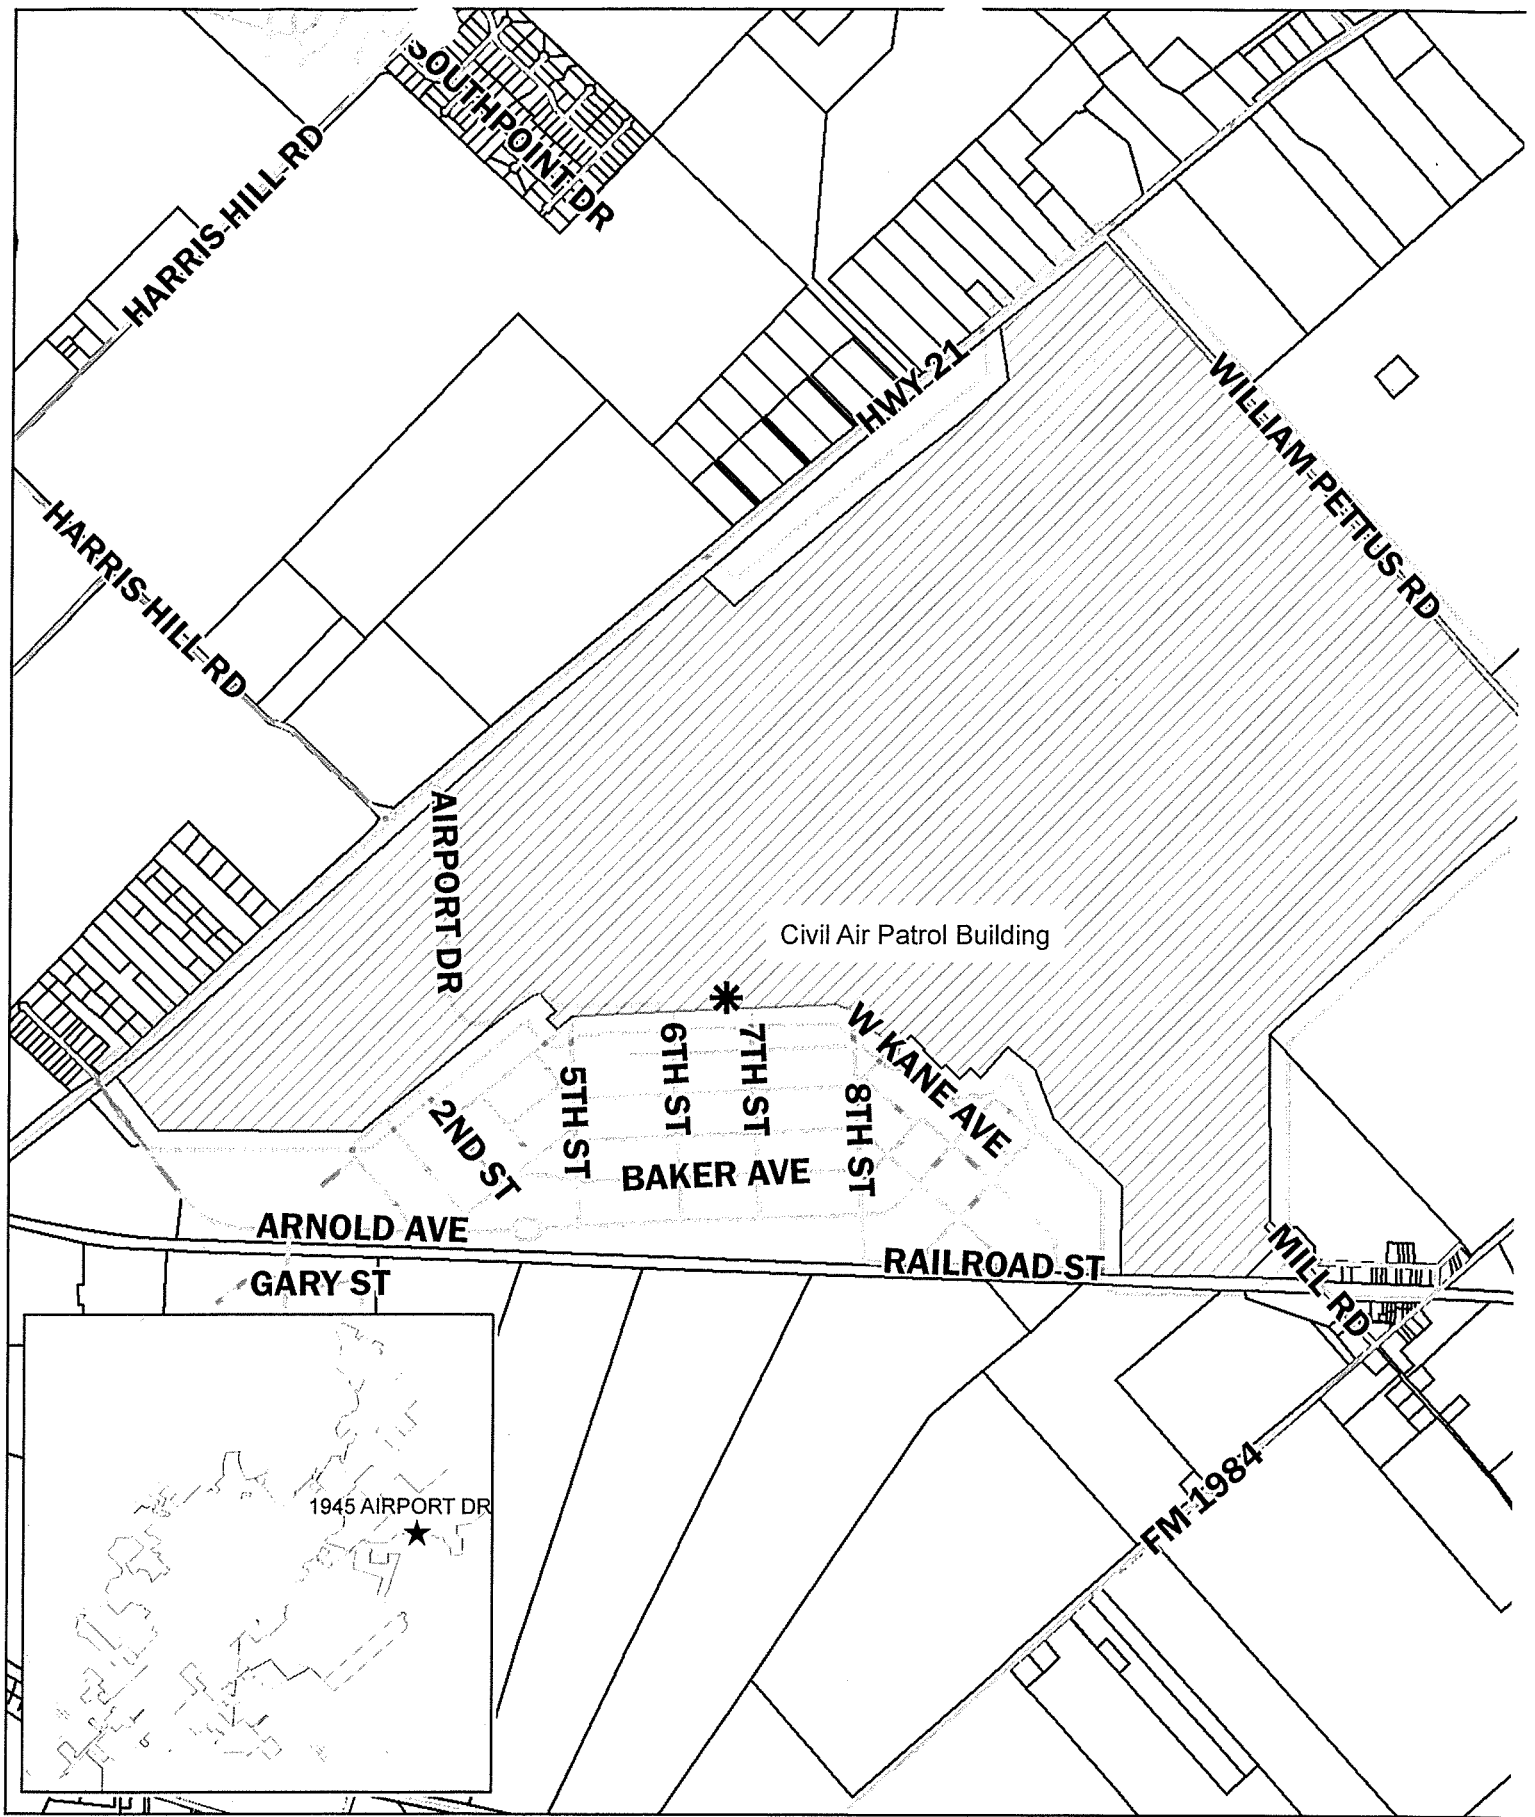 SOUTHPOINT DR
HARRIS HILL RD
HWY 21
WILLIAM PETTUS RD
HARRIS HILL RD
AIRPORT DR
Civil Air Patrol Building
W KANE AVE
6TH ST
7TH ST
5TH ST
8TH ST
2ND ST
BAKER AVE
ARNOLD AVE
RAILROAD ST
GARY ST
MILL RD
FM 1984
1945 AIRPORT DR